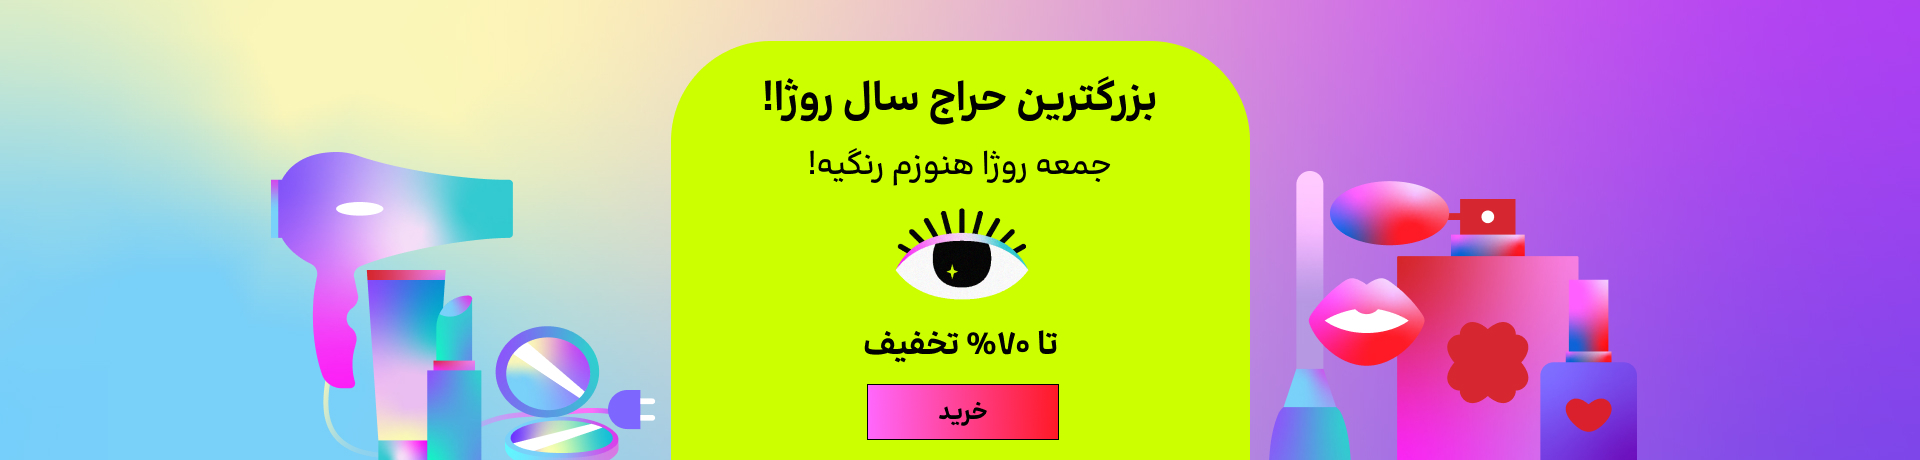 بزرگترین حراج سال روژا!
جمعه روژا هنوزم رنگیه!
تا ۷۰% تخفیف
خرید